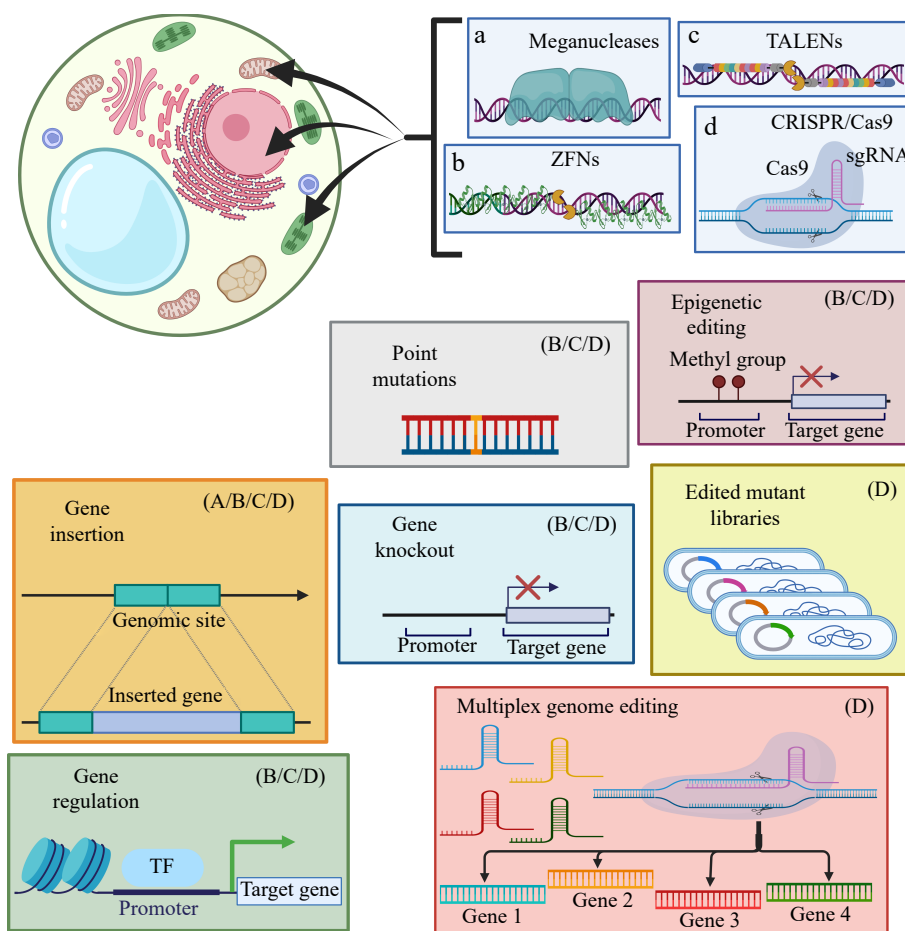 a
Meganucleases
b
ZFNs
c
TALENs
d
CRISPR/Cas9
Cas9
sgRNA
Point
mutations
(B/C/D)
Epigenetic
editing
(B/C/D)
Methyl group
Promoter
Target gene
Gene
insertion
(A/B/C/D)
Genomic site
Inserted gene
Gene
knockout
(B/C/D)
Promoter
Target gene
Edited mutant
libraries
(D)
Gene
regulation
(B/C/D)
TF
Promoter
Target gene
Multiplex genome editing
(D)
Gene 1
Gene 2
Gene 3
Gene 4